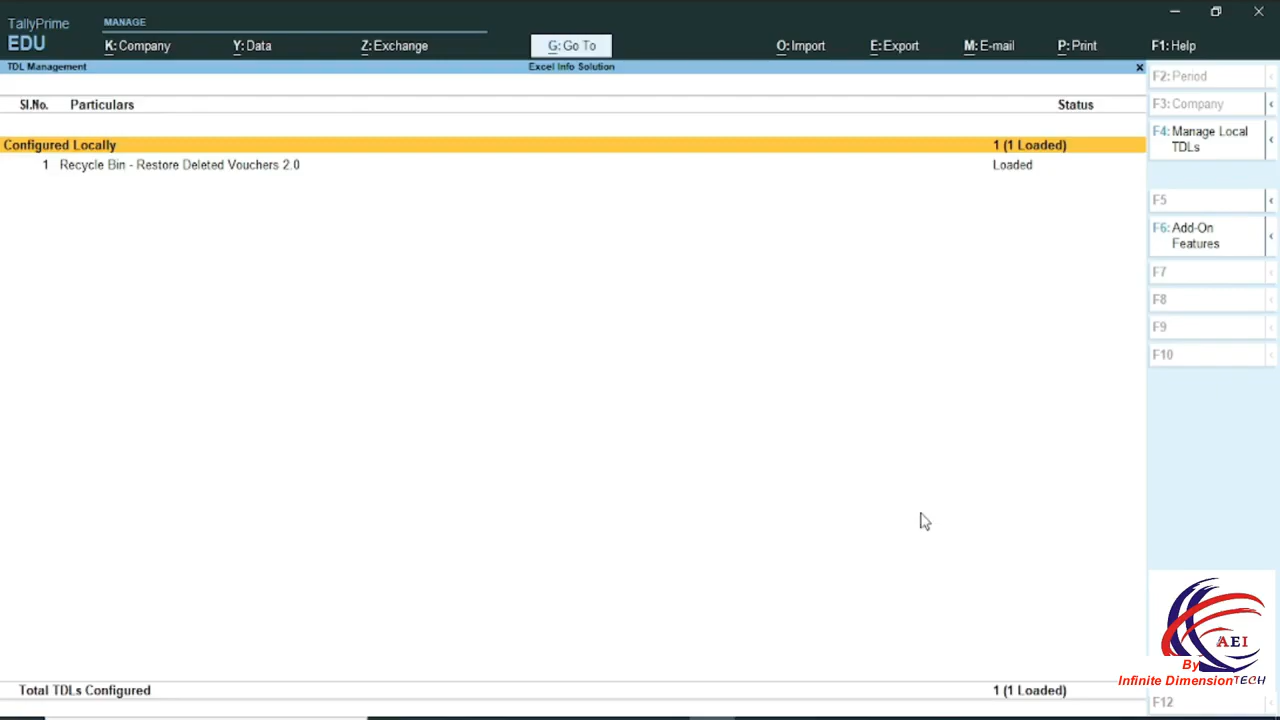 TallyPrime
EDU
MANAGE
K: Company
Y: Data
Z: Exchange
G: Go To
O: Import
E: Export
M: E-mail
P: Print
F1: Help
TDL Management
Excel Info Solution
x
Sl.No.
Particulars
Status
Configured Locally
1 (1 Loaded)
1
Recycle Bin - Restore Deleted Vouchers 2.0
Loaded
Total TDLs Configured
1 (1 Loaded)
F2: Period
F3: Company
F4: Manage Local
TDLs
F5
F6: Add-On
Features
F7
F8
F9
F10
AEI
By
Infinite DimensionTECH
F12